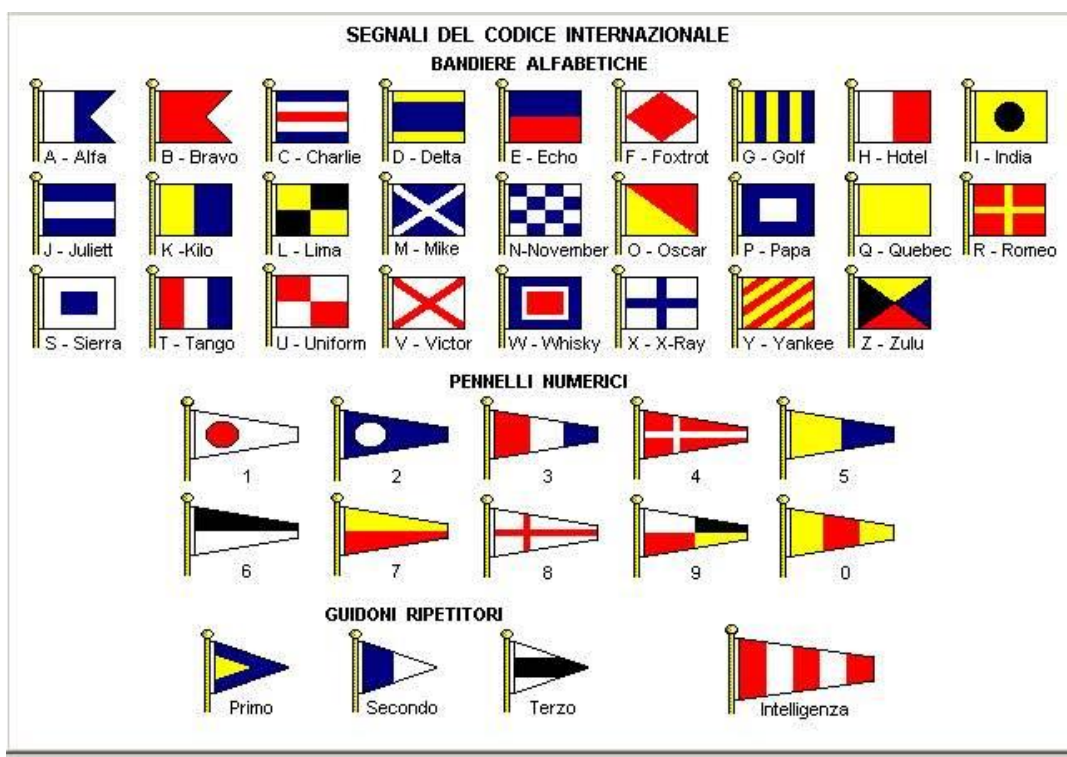 SEGNALI DEL CODICE INTERNAZIONALE
BANDIERE ALFABETICHE
A - Alfa B - Bravo C - Charlie D - Delta E - Echo F - Foxtrot G - Golf H - Hotel I - India
J - Juliett K -Kilo L - Lima M - Mike N-November O - Oscar P - Papa Q - Quebec R - Romeo
S - Sierra T - Tango U - Uniform V - Victor W - Whisky X - X-Ray Y - Yankee Z - Zulu
PENNELLI NUMERICI
1 2 3 4 5
6 7 8 9 0
GUIDONI RIPETITORI
Primo Secondo Terzo Intelligenza